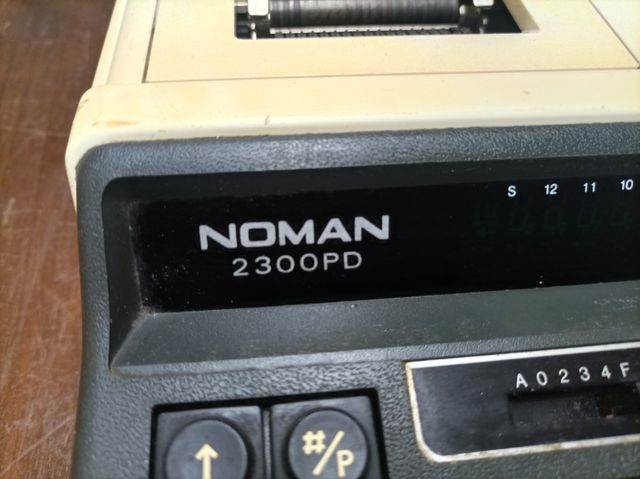 S 12 11 10
NOMAN
2300PD
A 0 2 3 4 F
↑ #/P